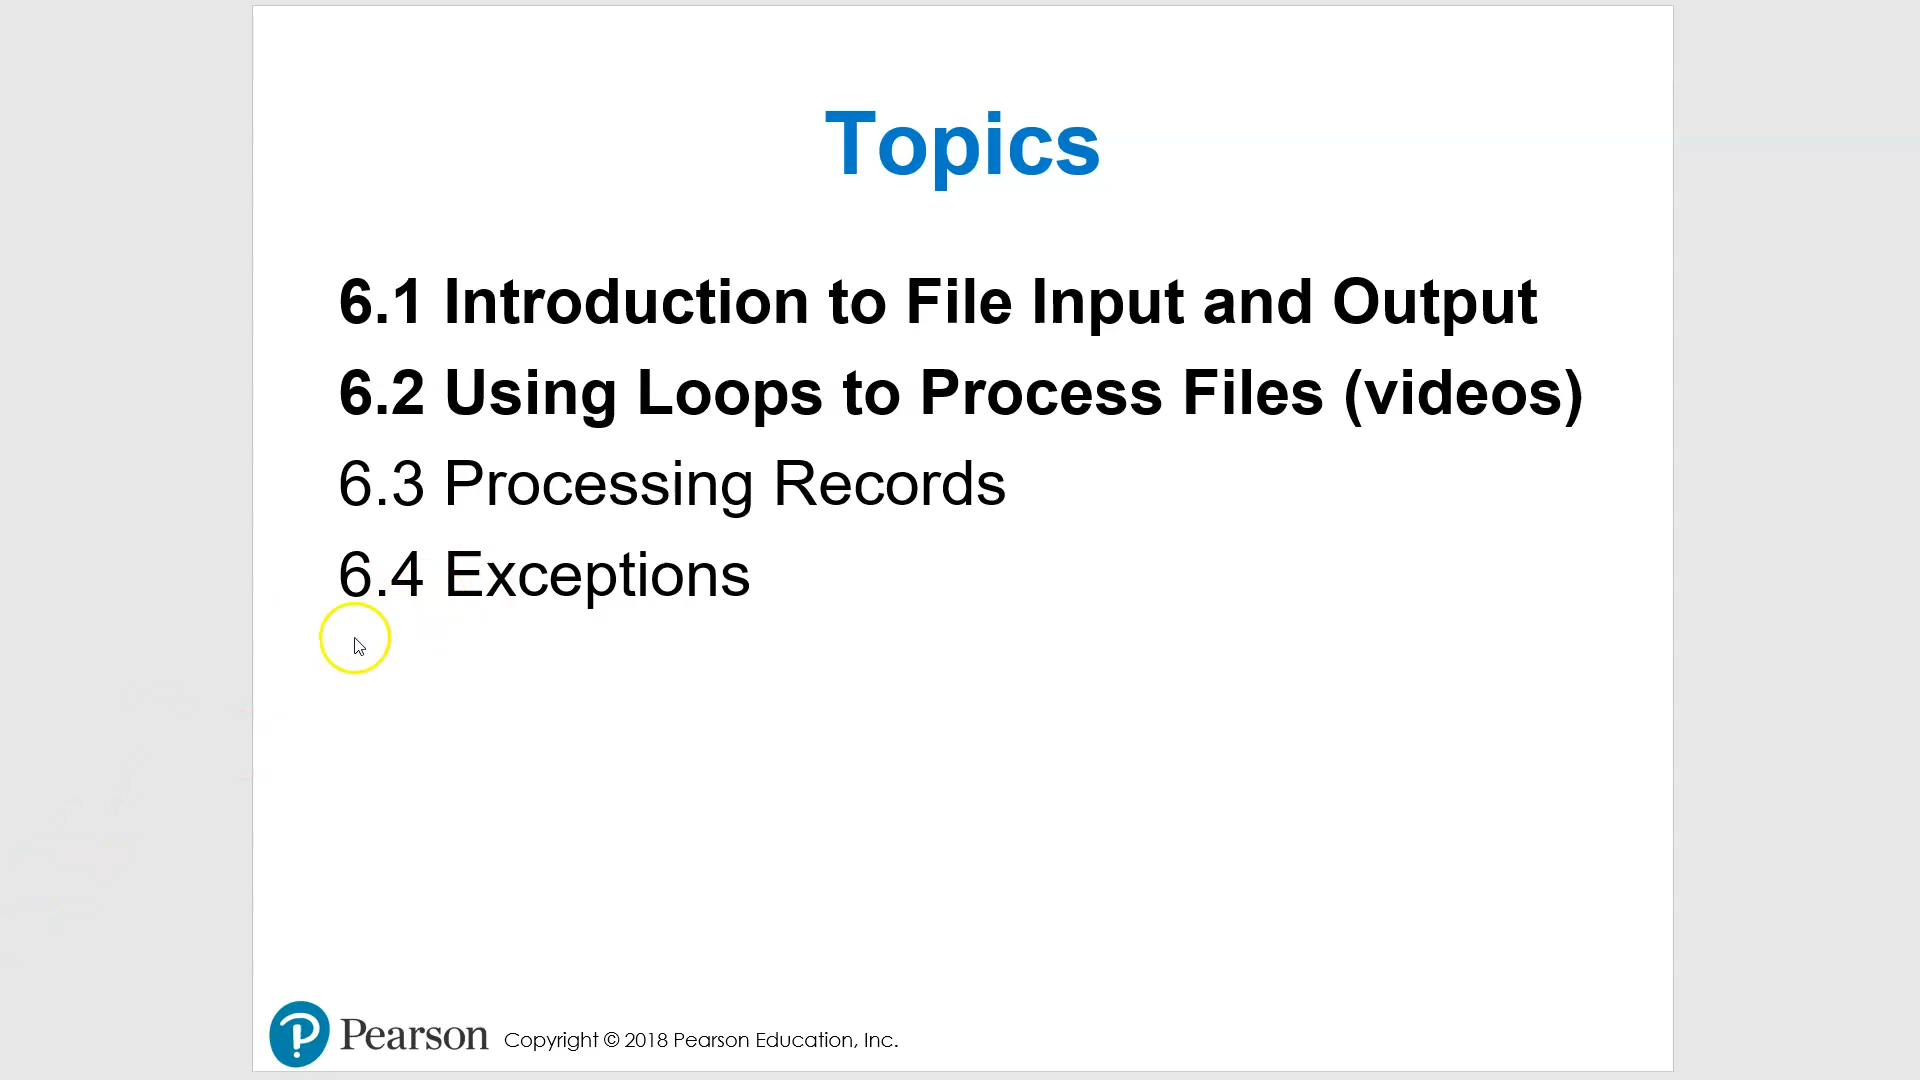 Topics
6.1 Introduction to File Input and Output
6.2 Using Loops to Process Files (videos)
6.3 Processing Records
6.4 Exceptions
Pearson Copyright © 2018 Pearson Education, Inc.